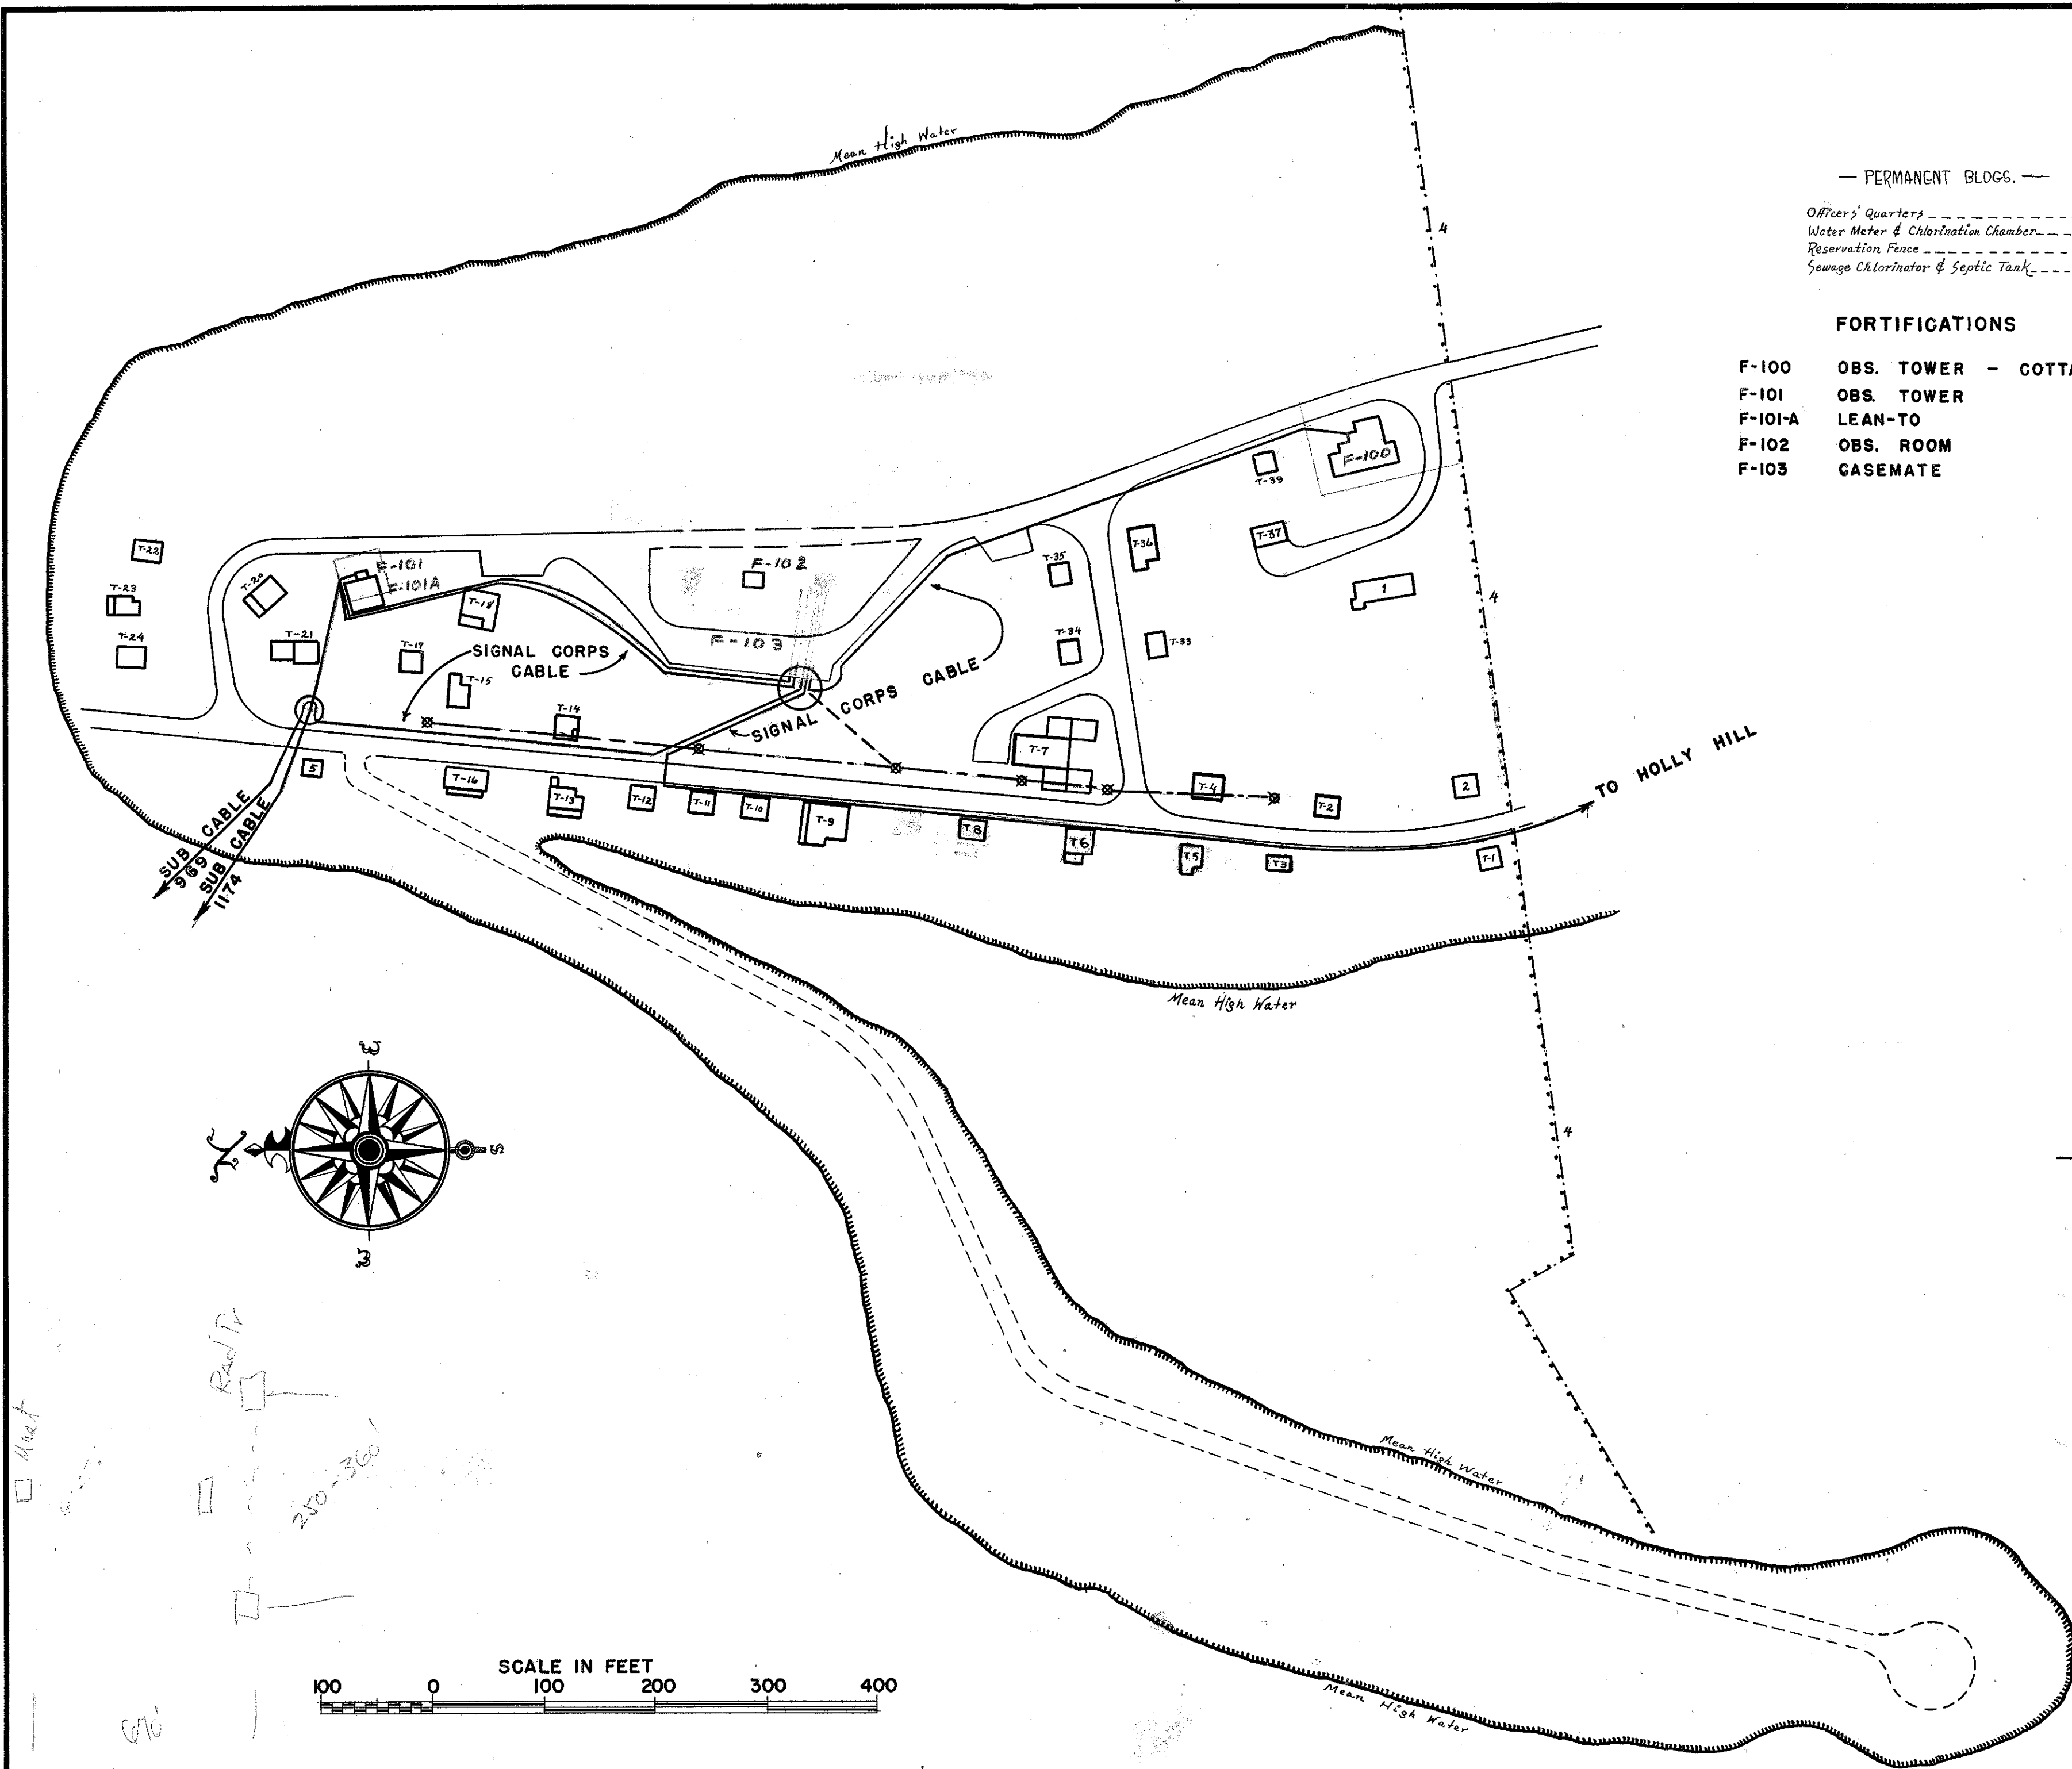 Mean High Water
— PERMANENT BLDGS. —
Officers' Quarters
Water Meter & Chlorination Chamber
Reservation Fence
Sewage Chlorinator & Septic Tank
FORTIFICATIONS
F-100 OBS. TOWER - COTTA
F-101 OBS. TOWER
F-101-A LEAN-TO
F-102 OBS. ROOM
F-103 CASEMATE
4
F-100
T-39
T-37
T-36
T-35
1
4
T-22
T-23
T-24
T-20
T-21
F-101
F-101A
T-18
T-17
T-15
T-14
F-102
F-103
SIGNAL CORPS
CABLE
SIGNAL CORPS CABLE
T-34
T-33
T-7
5
T-16
T-13
T-12
T-11
T-10
T-9
T8
T6
T-4
T5
T3
T-2
2
T-1
TO HOLLY HILL
SUB CABLE
969
SUB CABLE
1174
Mean High Water
E
N
S
W
4
Rad Tr
250-360'
670'
Mean High Water
Mean High Water
SCALE IN FEET
100 0 100 200 300 400